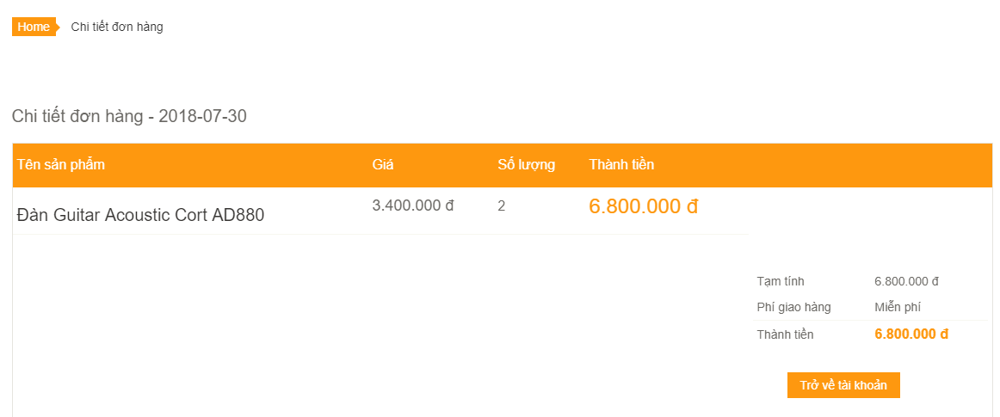 Home Chi tiết đơn hàng
Chi tiết đơn hàng - 2018-07-30
Tên sản phẩm Giá Số lượng Thành tiền
Đàn Guitar Acoustic Cort AD880 3.400.000 đ 2 6.800.000 đ
Tạm tính 6.800.000 đ
Phí giao hàng Miễn phí
Thành tiền 6.800.000 đ
Trở về tài khoản